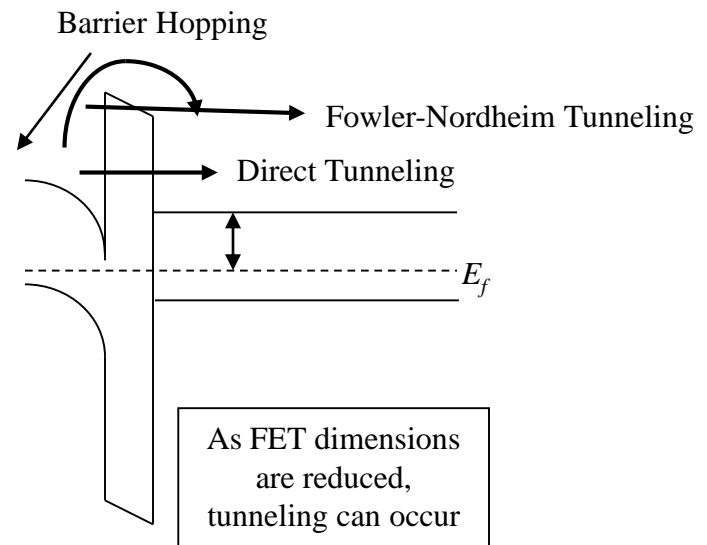 Barrier Hopping
Fowler-Nordheim Tunneling
Direct Tunneling
E_f
As FET dimensions
are reduced,
tunneling can occur